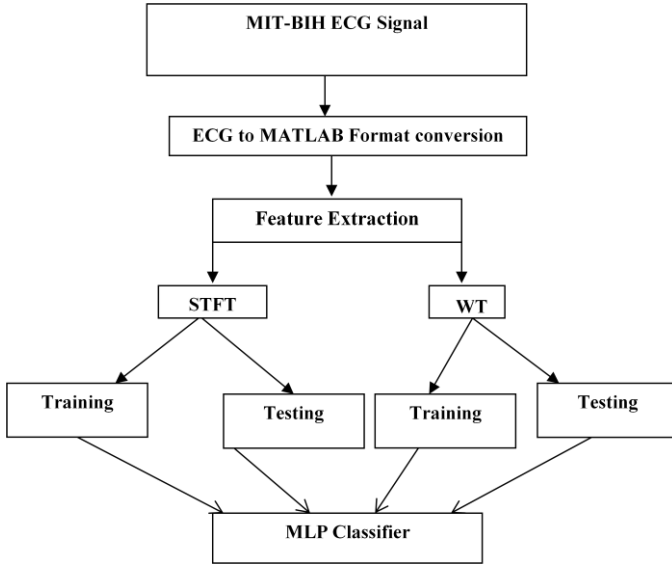 MIT-BIH ECG Signal
ECG to MATLAB Format conversion
Feature Extraction
STFT
WT
Training
Testing
Training
Testing
MLP Classifier